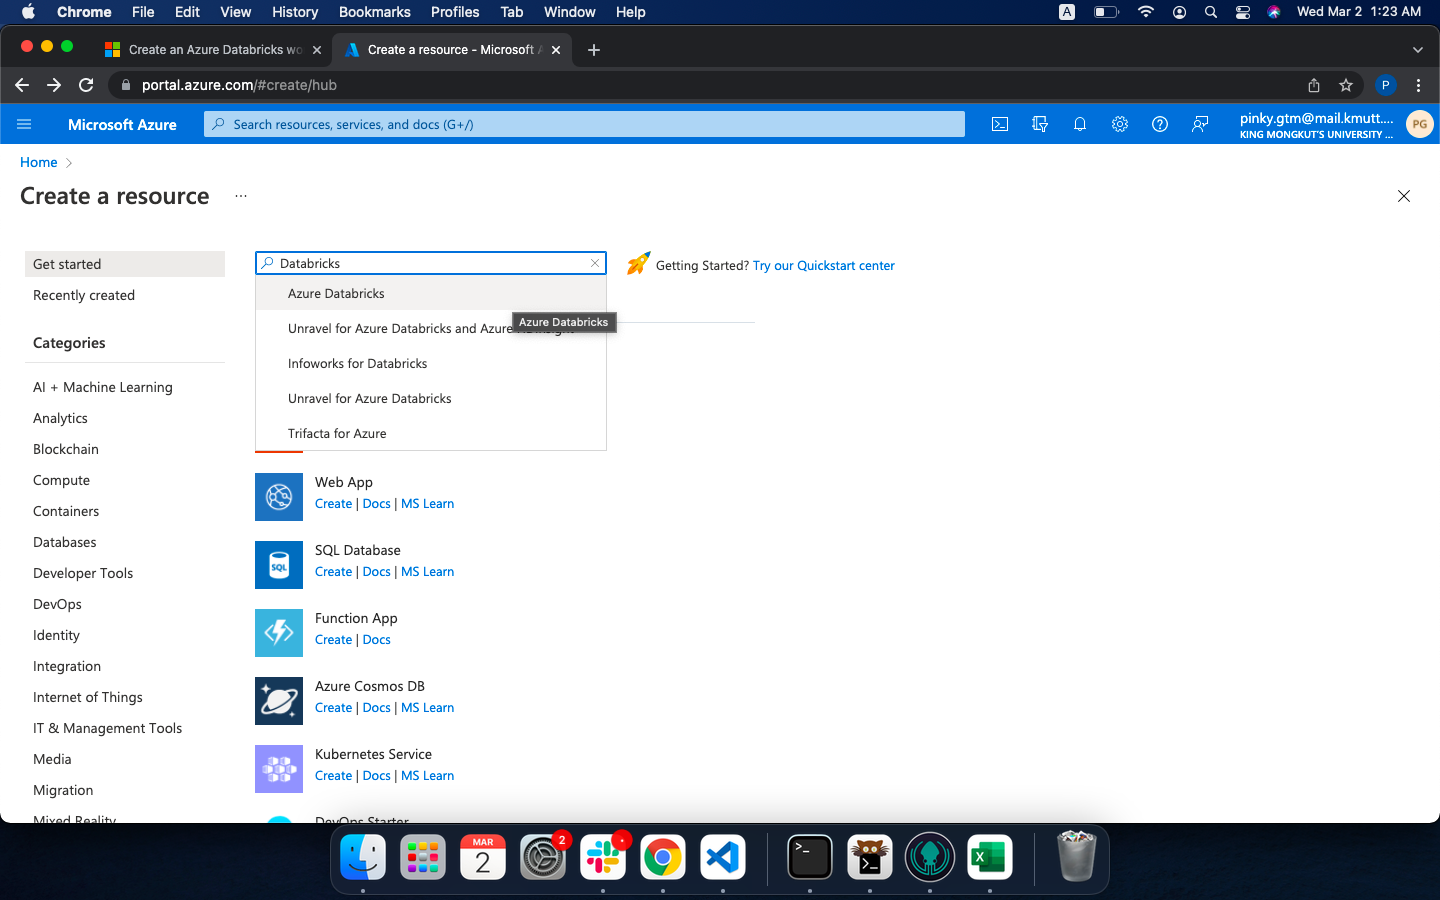 Chrome File Edit View History Bookmarks Profiles Tab Window Help A Wed Mar 2 1:23 AM
Create an Azure Databricks wo Create a resource - Microsoft A
portal.azure.com/#create/hub P
Microsoft Azure Search resources, services, and docs (G+/) pinky.gtm@mail.kmutt.... PG
KING MONGKUT'S UNIVERSITY ...
Home
Create a resource ...
Get started
Recently created
Categories
AI + Machine Learning
Analytics
Blockchain
Compute
Containers
Databases
Developer Tools
DevOps
Identity
Integration
Internet of Things
IT & Management Tools
Media
Migration
Mixed Reality
Databricks
Getting Started? Try our Quickstart center
Azure Databricks
Azure Databricks
Unravel for Azure Databricks and Azure
Infoworks for Databricks
Unravel for Azure Databricks
Trifacta for Azure
Web App
Create | Docs | MS Learn
SQL
SQL Database
Create | Docs | MS Learn
Function App
Create | Docs
Azure Cosmos DB
Create | Docs | MS Learn
Kubernetes Service
Create | Docs | MS Learn
DevOps Starter
MAR
2
2